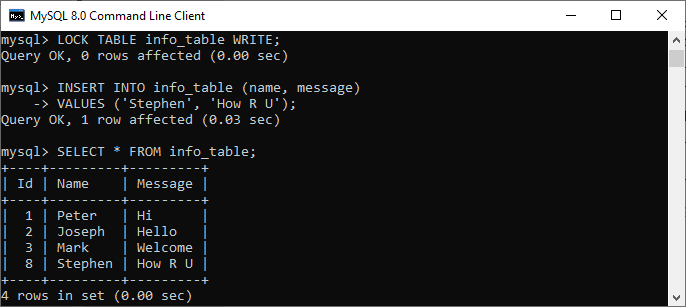 MySQL 8.0 Command Line Client
mysql> LOCK TABLE info_table WRITE;
Query OK, 0 rows affected (0.00 sec)
mysql> INSERT INTO info_table (name, message)
    -> VALUES ('Stephen', 'How R U');
Query OK, 1 row affected (0.03 sec)
mysql> SELECT * FROM info_table;
+----+---------+---------+
| Id | Name    | Message |
+----+---------+---------+
|  1 | Peter   | Hi      |
|  2 | Joseph  | Hello   |
|  3 | Mark    | Welcome |
|  8 | Stephen | How R U |
+----+---------+---------+
4 rows in set (0.00 sec)